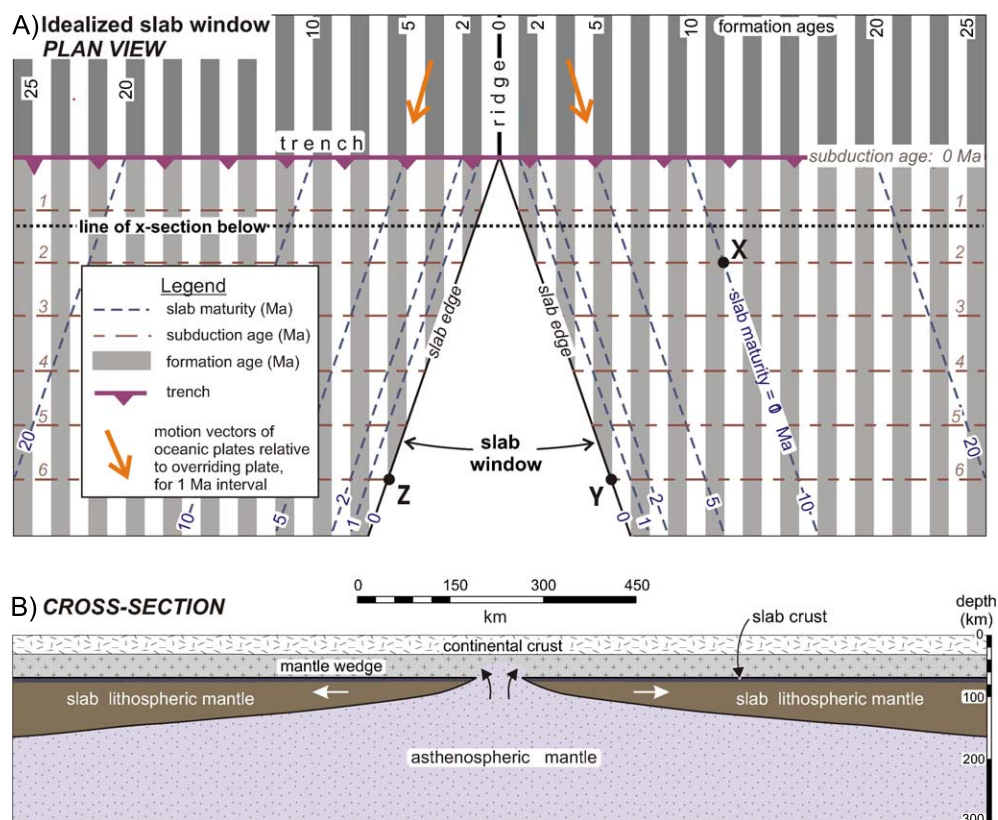 A) Idealized slab window
PLAN VIEW
25
20
10
5
2
0
2
5
10
formation ages
20
25
ridge
trench
subduction age: 0 Ma
1
1
line of x-section below
2
2
X
Legend
slab maturity (Ma)
subduction age (Ma)
formation age (Ma)
trench
motion vectors of
oceanic plates relative
to overriding plate,
for 1 Ma interval
slab edge
slab edge
3
3
4
4
slab maturity = 0 Ma
5
5
slab
window
20
20
6
6
Z
Y
10
5
2
1
0
0
1
2
5
10
B) CROSS-SECTION
0 150 300 450
km
slab crust
depth
(km)
0
continental crust
mantle wedge
slab lithospheric mantle
slab lithospheric mantle
100
asthenospheric mantle
200
300